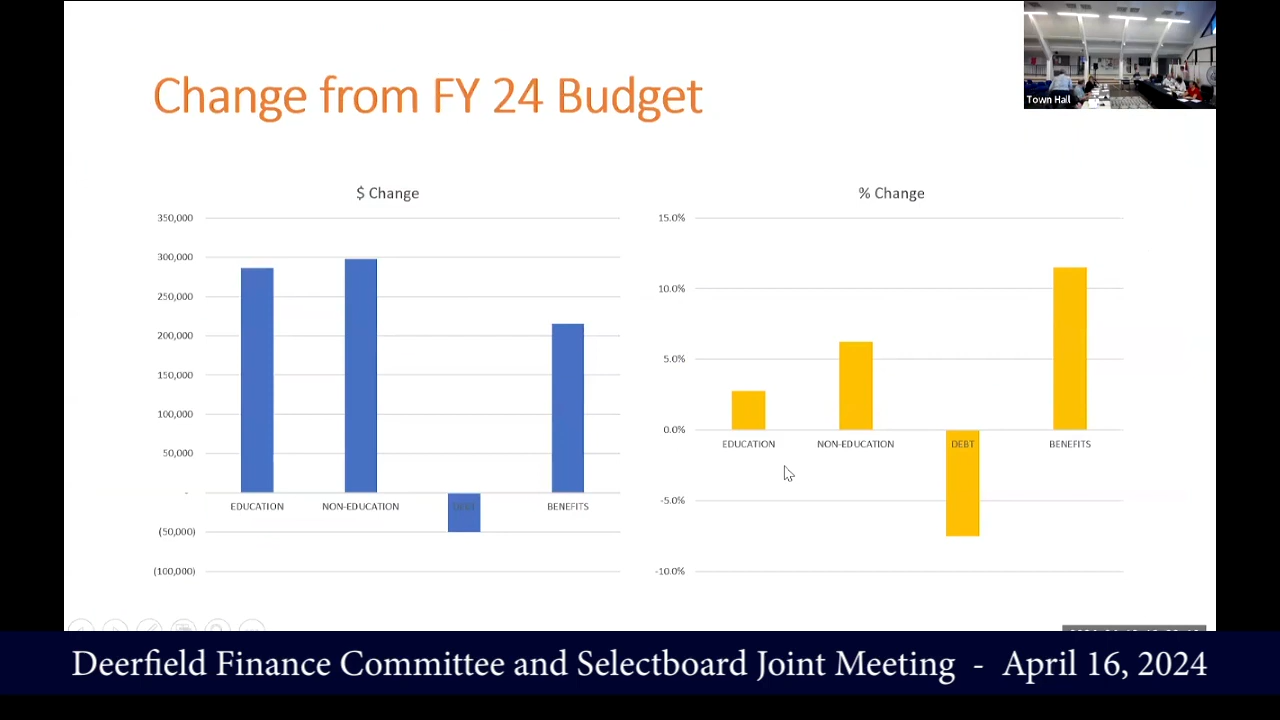 Town Hall
Change from FY 24 Budget
$ Change
350,000
300,000
250,000
200,000
150,000
100,000
50,000
-
(50,000)
(100,000)
EDUCATION
NON-EDUCATION
DEBT
BENEFITS
% Change
15.0%
10.0%
5.0%
0.0%
-5.0%
-10.0%
EDUCATION
NON-EDUCATION
DEBT
BENEFITS
Deerfield Finance Committee and Selectboard Joint Meeting - April 16, 2024